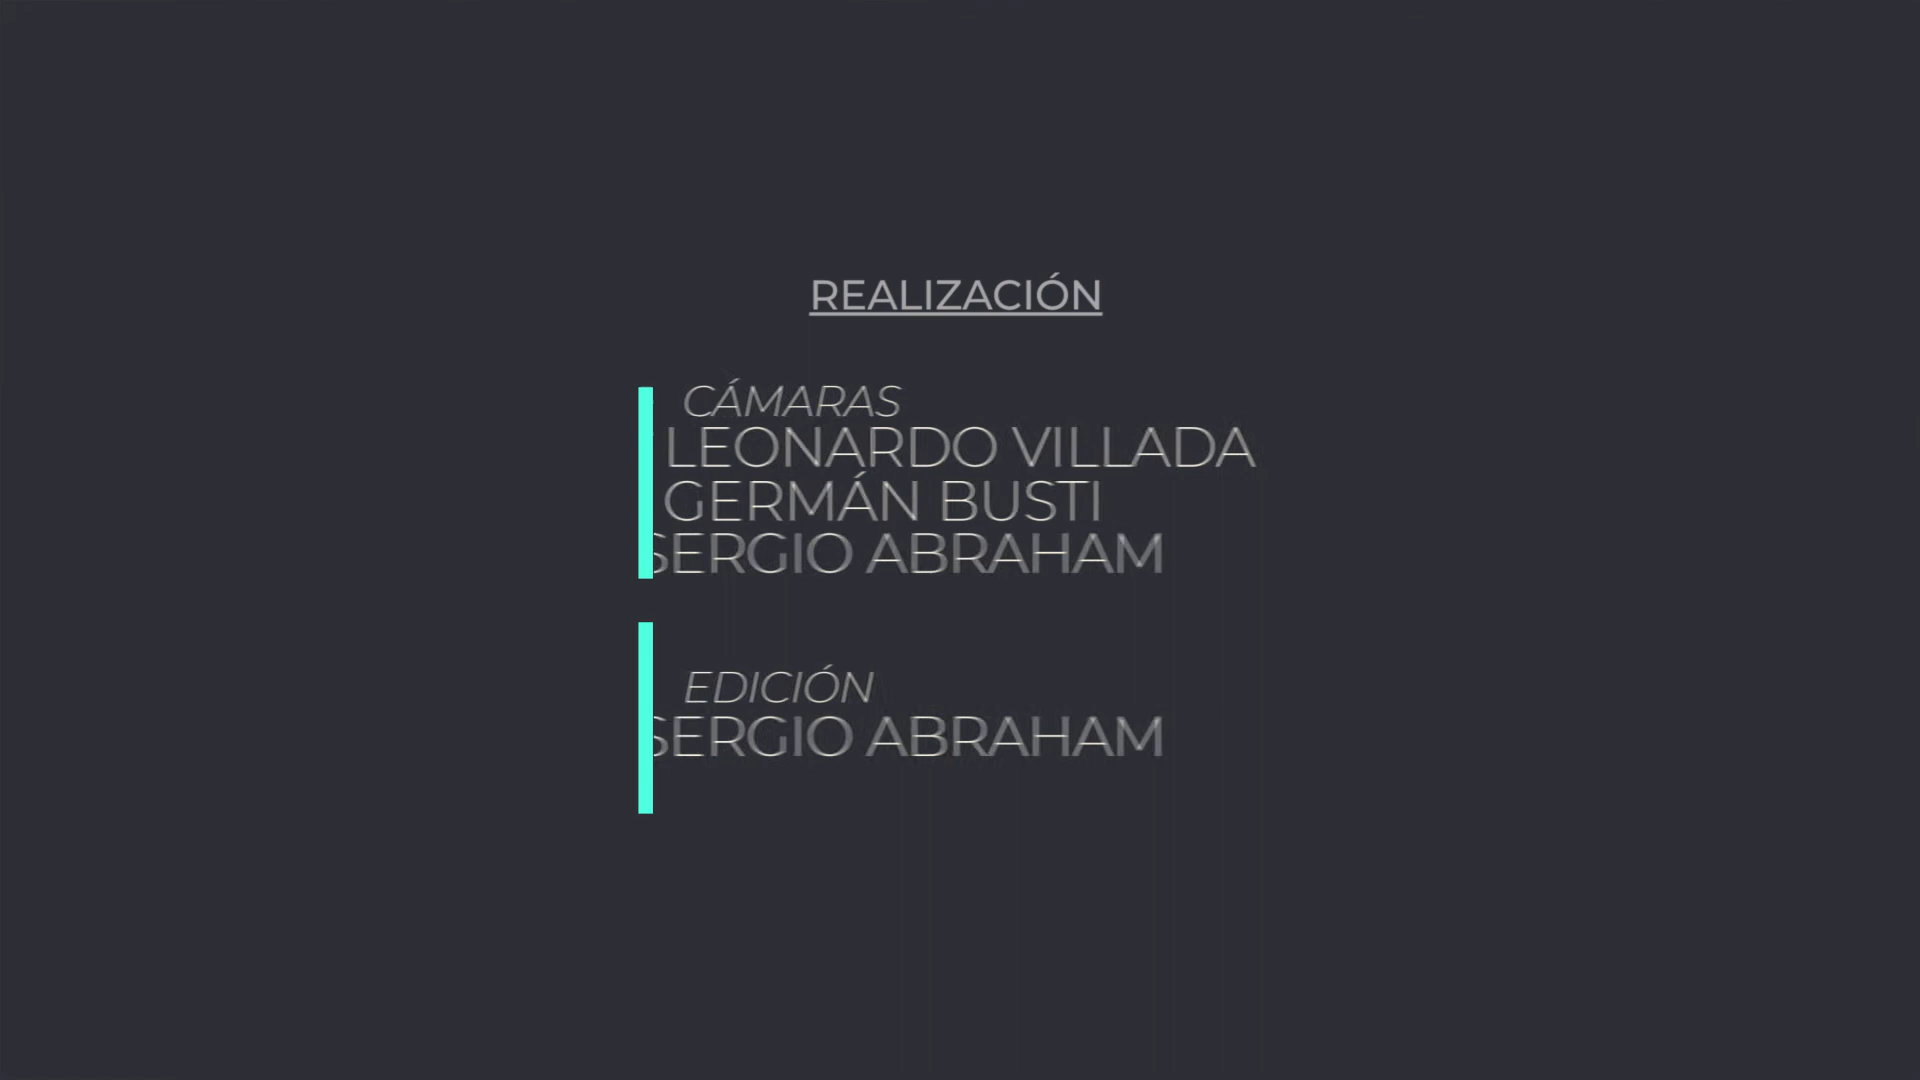 REALIZACIÓN
CÁMARAS
LEONARDO VILLADA
GERMÁN BUSTI
SERGIO ABRAHAM
EDICIÓN
SERGIO ABRAHAM